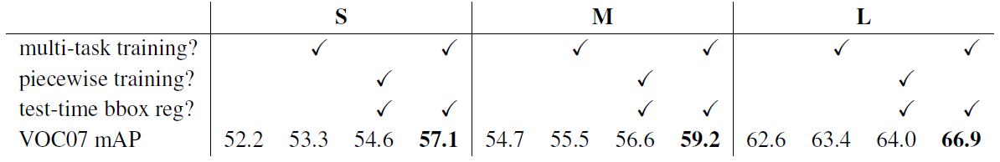 S M L
multi-task training? ✓ ✓ ✓ ✓ ✓ ✓
piecewise training? ✓ ✓ ✓
test-time bbox reg? ✓ ✓ ✓ ✓ ✓ ✓
VOC07 mAP 52.2 53.3 54.6 57.1 54.7 55.5 56.6 59.2 62.6 63.4 64.0 66.9